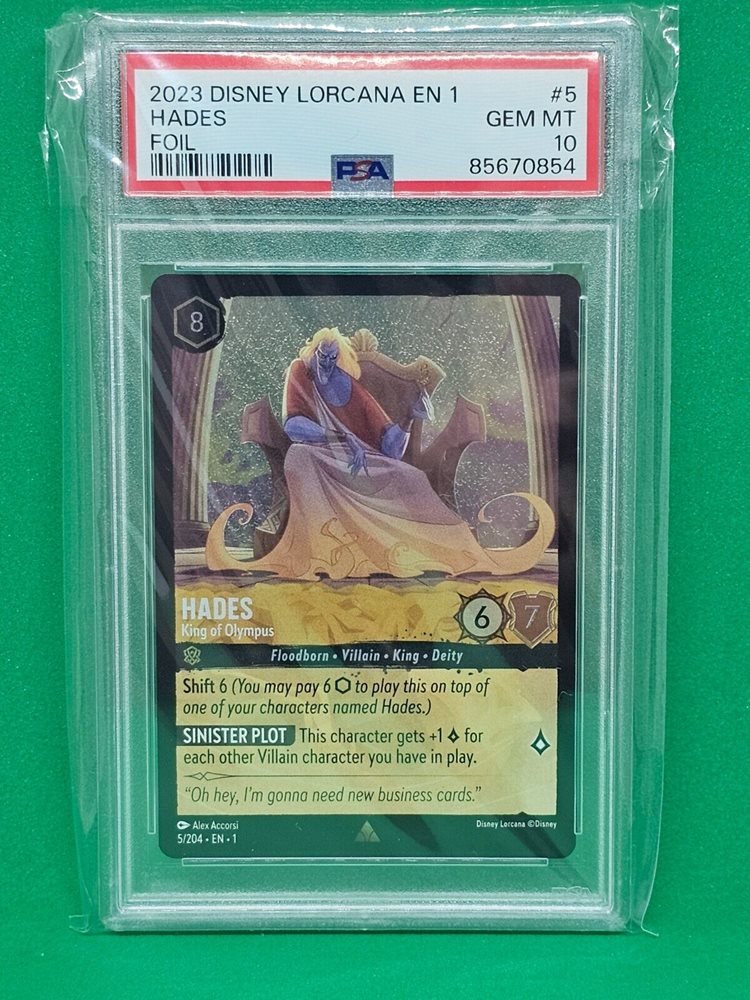 2023 DISNEY LORCANA EN 1 #5
HADES GEM MT
FOIL 10
PSA 85670854
8
HADES
King of Olympus
6 7
Floodborn • Villain • King • Deity
Shift 6 (You may pay 6 ⬡ to play this on top of
one of your characters named Hades.)
SINISTER PLOT This character gets +1 for
each other Villain character you have in play.
“Oh hey, I'm gonna need new business cards.”
Alex Accorsi Disney Lorcana ©Disney
5/204 • EN • 1